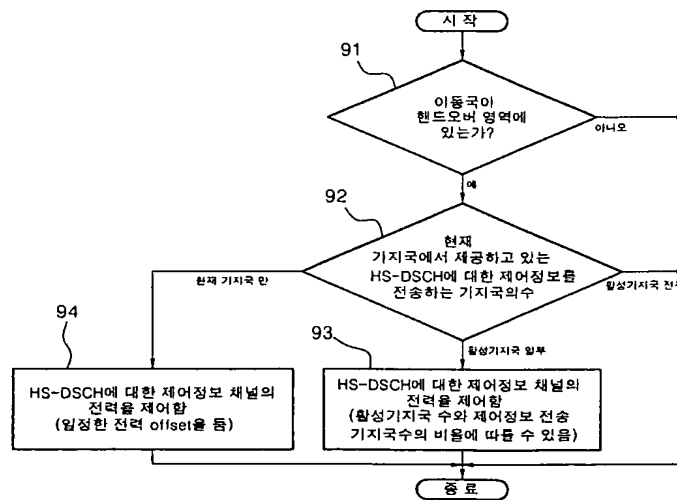 시 작
91
이동국이
핸드오버 영역에
있는가?
아니오
예
92
현재
기지국에서 제공하고 있는
HS-DSCH에 대한 제어정보를
전송하는 기지국의수
현재 기지국 만
활성기지국 전부
94
93
활성기지국 일부
HS-DSCH에 대한 제어정보 채널의
전력을 제어함
(일정한 전력 offset을 둠)
HS-DSCH에 대한 제어정보 채널의
전력을 제어함
(활성기지국 수와 제어정보 전송
기지국수의 비율에 따를 수 있음)
종 료